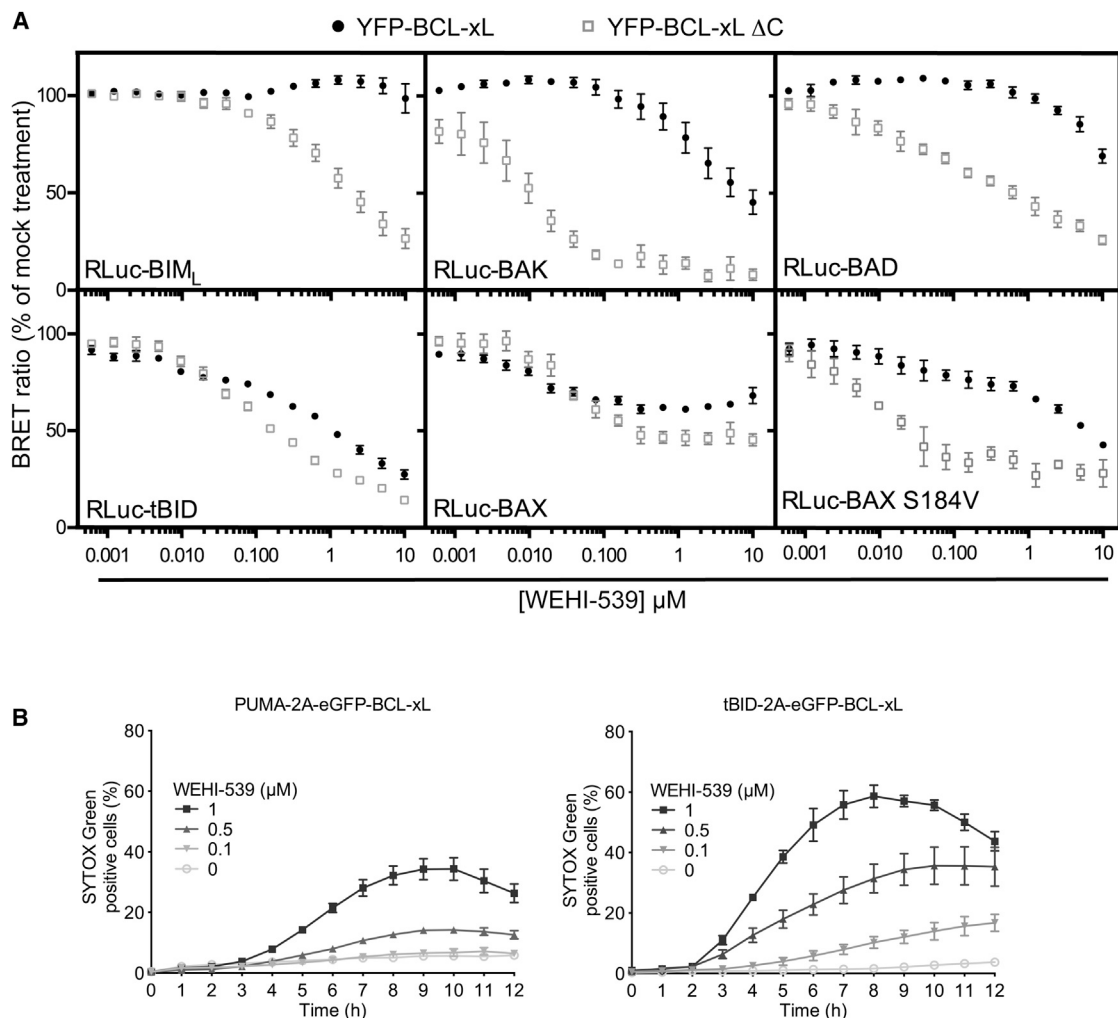 A
YFP-BCL-xL
YFP-BCL-xL ΔC
BRET ratio (% of mock treatment)
100
50
0
RLuc-BIM_L
RLuc-BAK
RLuc-BAD
100
50
0
RLuc-tBID
RLuc-BAX
RLuc-BAX S184V
0.001 0.010 0.100 1 10
0.001 0.010 0.100 1 10
0.001 0.010 0.100 1 10
[WEHI-539] µM
B
PUMA-2A-eGFP-BCL-xL
SYTOX Green
positive cells (%)
80
60
40
20
0
WEHI-539 (µM)
1
0.5
0.1
0
0 1 2 3 4 5 6 7 8 9 10 11 12
Time (h)
tBID-2A-eGFP-BCL-xL
SYTOX Green
positive cells (%)
80
60
40
20
0
WEHI-539 (µM)
1
0.5
0.1
0
0 1 2 3 4 5 6 7 8 9 10 11 12
Time (h)